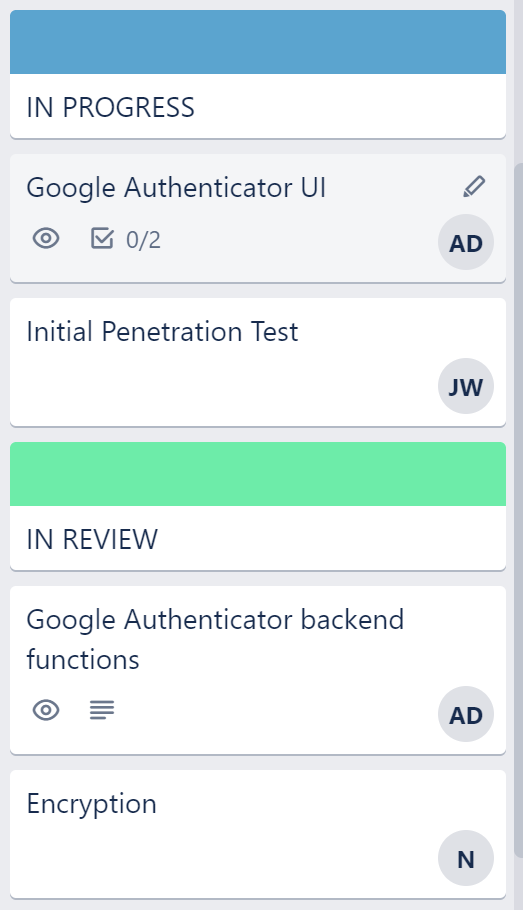 IN PROGRESS
Google Authenticator UI
0/2
AD
Initial Penetration Test
JW
IN REVIEW
Google Authenticator backend
functions
AD
Encryption
N